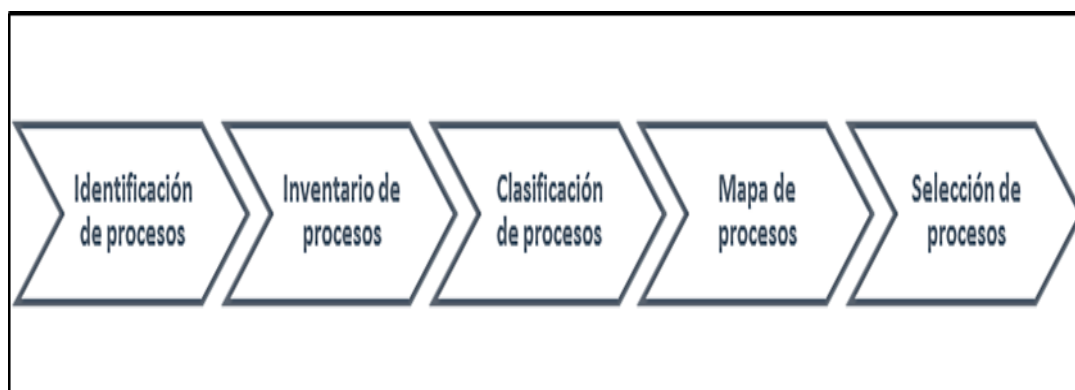 Identificación
de procesos
Inventario de
procesos
Clasificación
de procesos
Mapa de
procesos
Selección de
procesos